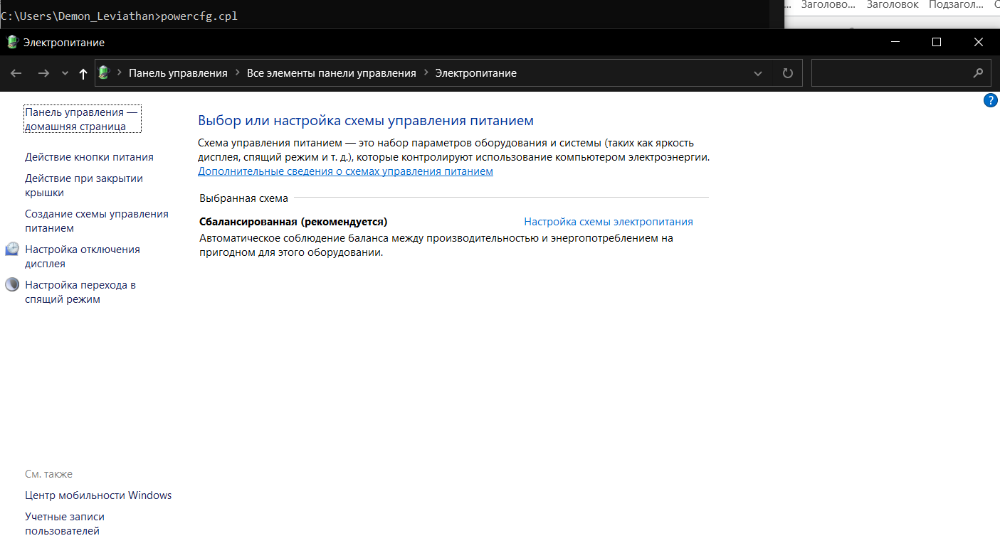 C:\Users\Demon_Leviathan>powercfg.cpl
Заголово... Заголовок Подзагол...
Электропитание
Панель управления Все элементы панели управления Электропитание
Панель управления —
домашняя страница
Действие кнопки питания
Действие при закрытии
крышки
Создание схемы управления
питанием
Настройка отключения
дисплея
Настройка перехода в
спящий режим
См. также
Центр мобильности Windows
Учетные записи
пользователей
?
Выбор или настройка схемы управления питанием
Схема управления питанием — это набор параметров оборудования и системы (таких как яркость
дисплея, спящий режим и т. д.), которые контролируют использование компьютером электроэнергии.
Дополнительные сведения о схемах управления питанием
Выбранная схема
Сбалансированная (рекомендуется) Настройка схемы электропитания
Автоматическое соблюдение баланса между производительностью и энергопотреблением на
пригодном для этого оборудовании.